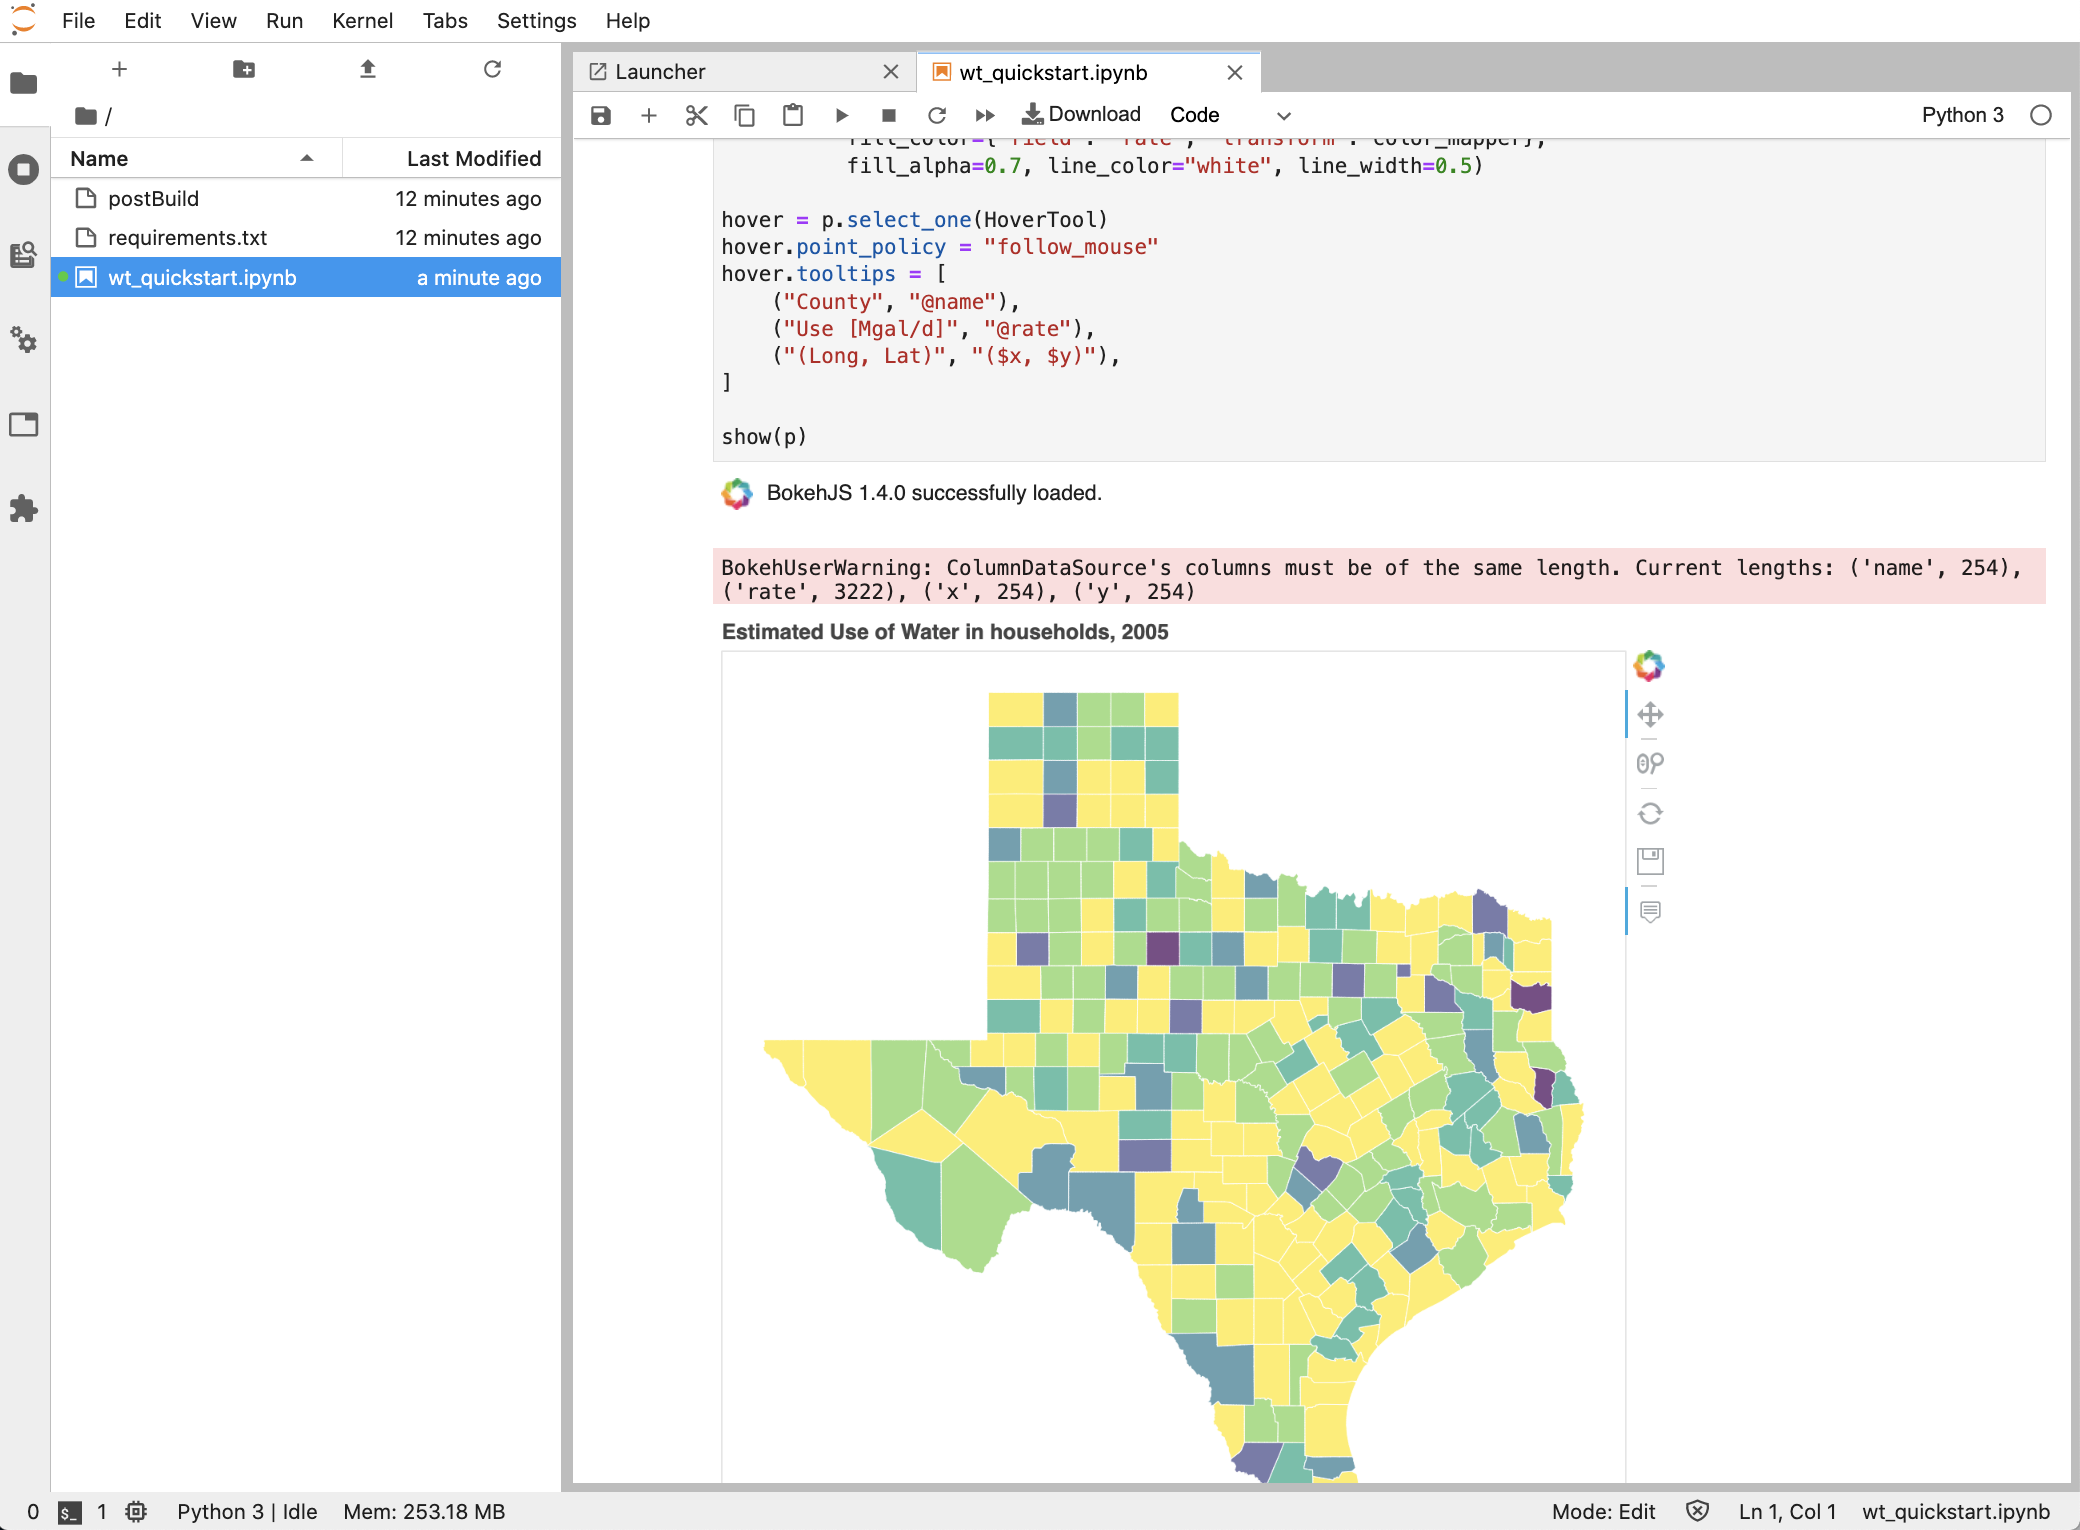 File Edit View Run Kernel Tabs Settings Help
Launcher
wt_quickstart.ipynb
Download Code Python 3
/
Name Last Modified
postBuild 12 minutes ago
requirements.txt 12 minutes ago
wt_quickstart.ipynb a minute ago
fill_color={'field': 'rate', 'transform': color_mapper},
fill_alpha=0.7, line_color="white", line_width=0.5)
hover = p.select_one(HoverTool)
hover.point_policy = "follow_mouse"
hover.tooltips = [
("County", "@name"),
("Use [Mgal/d]", "@rate"),
("(Long, Lat)", "($x, $y)"),
]
show(p)
BokehJS 1.4.0 successfully loaded.
BokehUserWarning: ColumnDataSource's columns must be of the same length. Current lengths: ('name', 254),
('rate', 3222), ('x', 254), ('y', 254)
Estimated Use of Water in households, 2005
0 $_ 1 Python 3 | Idle Mem: 253.18 MB Mode: Edit Ln 1, Col 1 wt_quickstart.ipynb